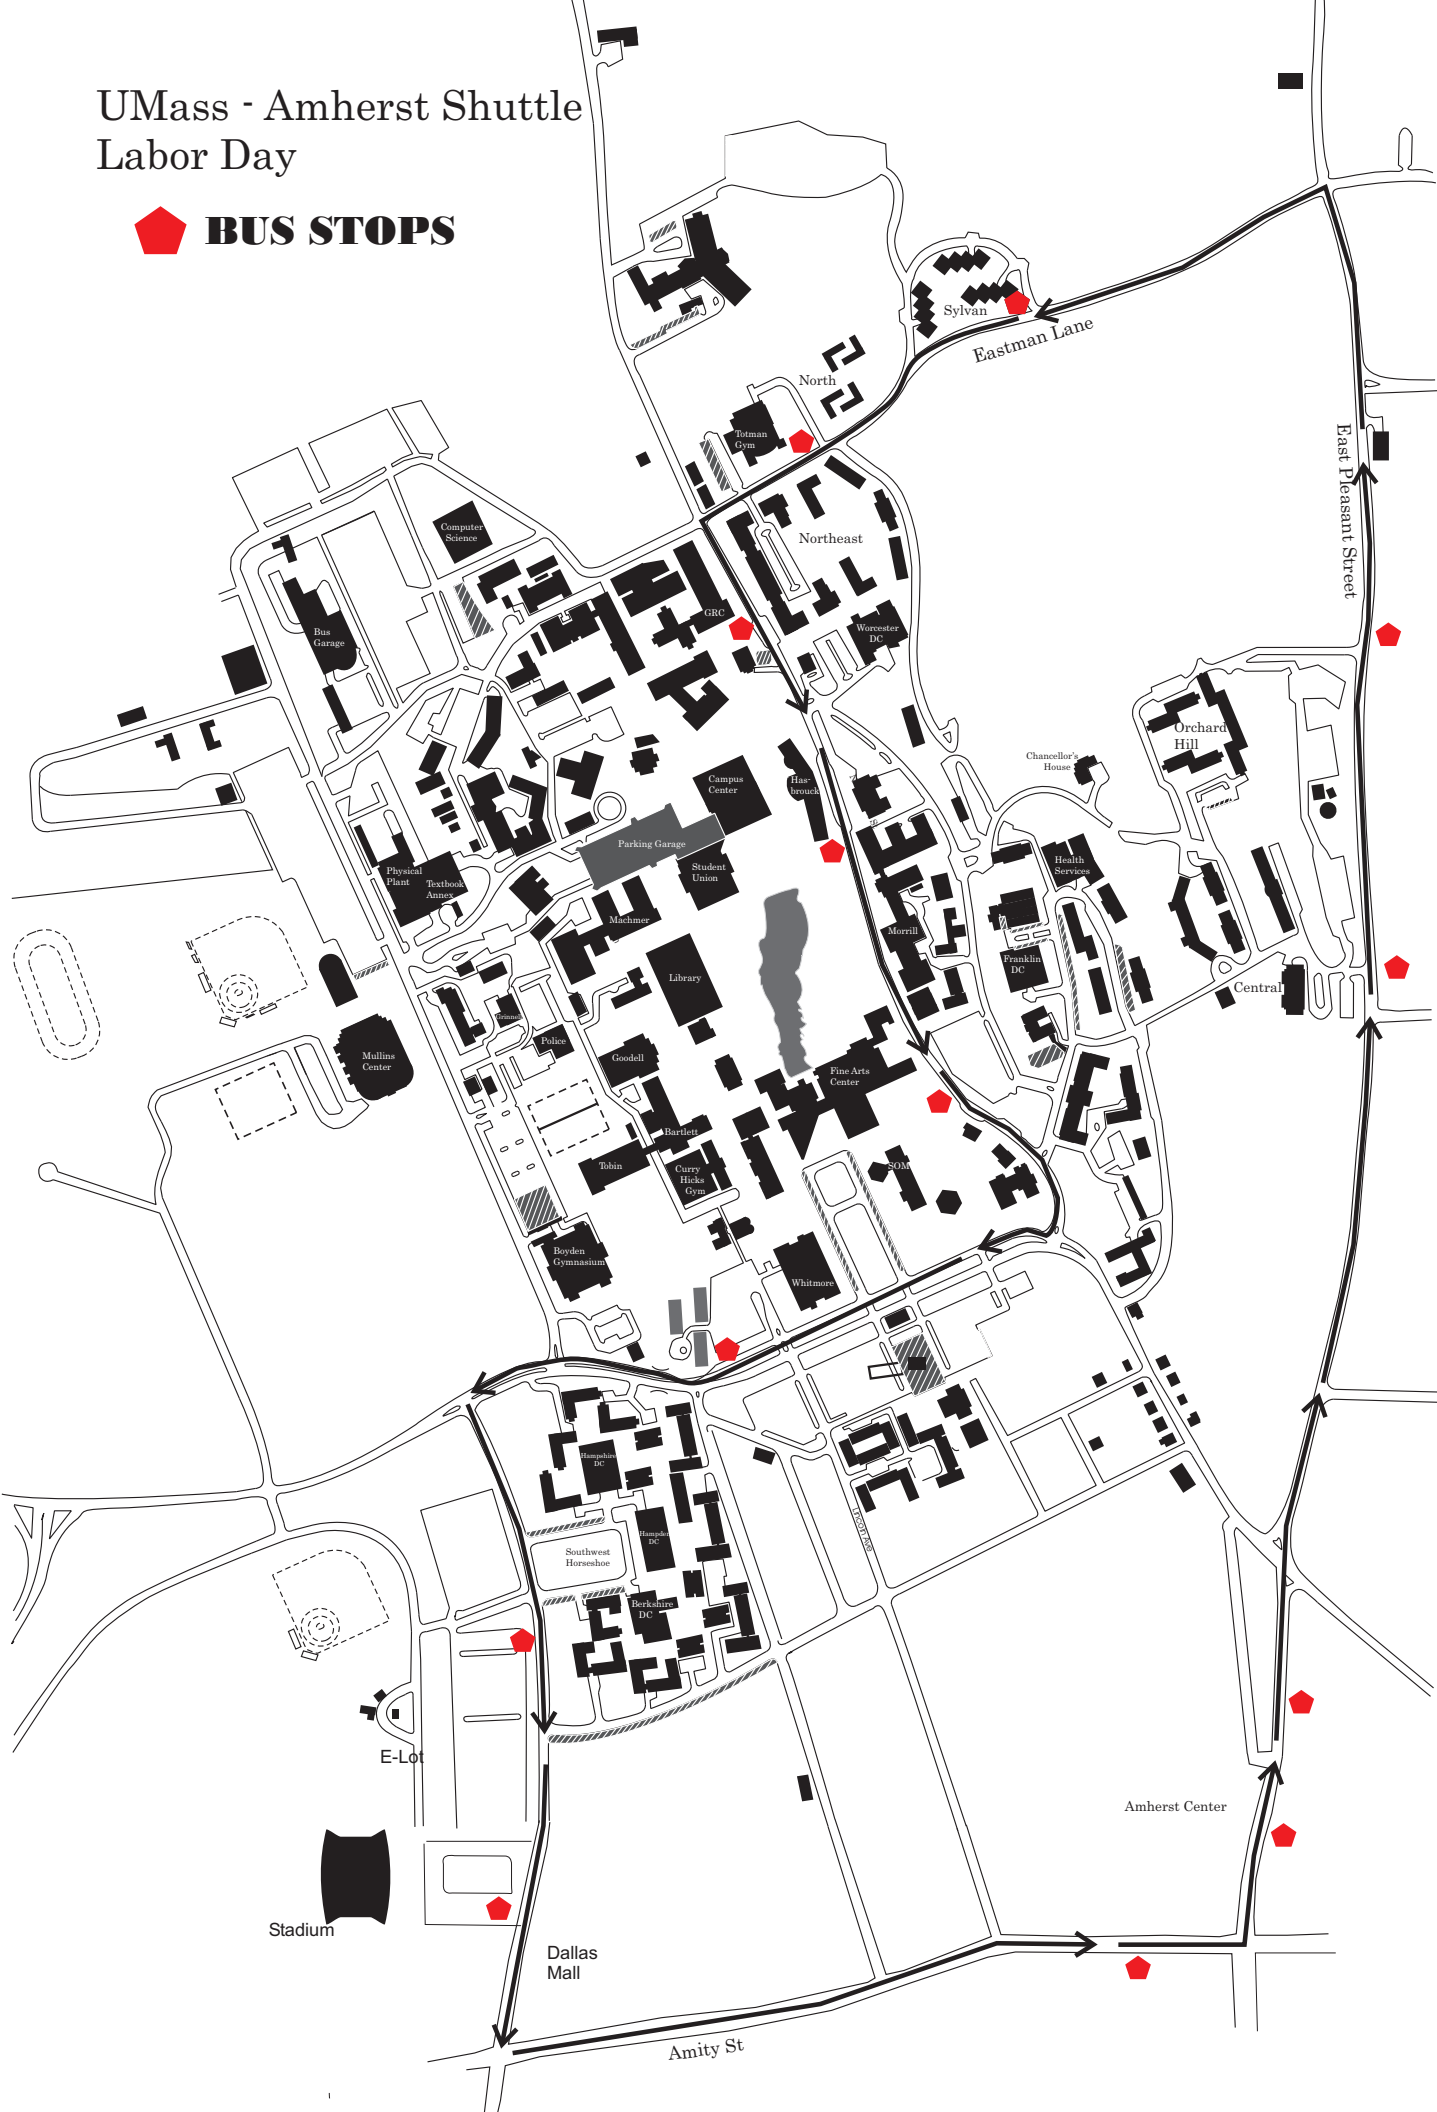 UMass - Amherst Shuttle
Labor Day
BUS STOPS
Sylvan
Eastman Lane
North
Totman
Gym
East Pleasant Street
Computer
Science
Northeast
GRC
Worcester
DC
Bus
Garage
Orchard
Hill
Chancellor's
House
Campus
Center
Has-
brouck
Parking Garage
Student
Union
Health
Services
Physical
Plant
Textbook
Annex
Machmer
Morrill
Franklin
DC
Library
Central
Grinnell
Police
Goodell
Mullins
Center
Fine Arts
Center
Bartlett
Tobin
Curry
Hicks
Gym
SOM
Boyden
Gymnasium
Whitmore
Hampshire
DC
Lincoln Ave
Hampden
DC
Southwest
Horseshoe
Berkshire
DC
E-Lot
Amherst Center
Stadium
Dallas
Mall
Amity St